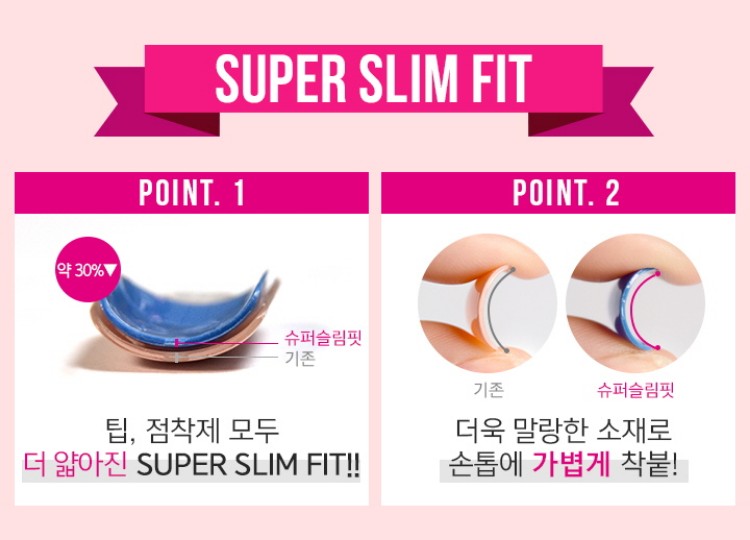 SUPER SLIM FIT
POINT. 1
약 30%▼
슈퍼슬림핏
기존
팁, 점착제 모두
더 얇아진 SUPER SLIM FIT!!
POINT. 2
기존
슈퍼슬림핏
더욱 말랑한 소재로
손톱에 가볍게 착붙!